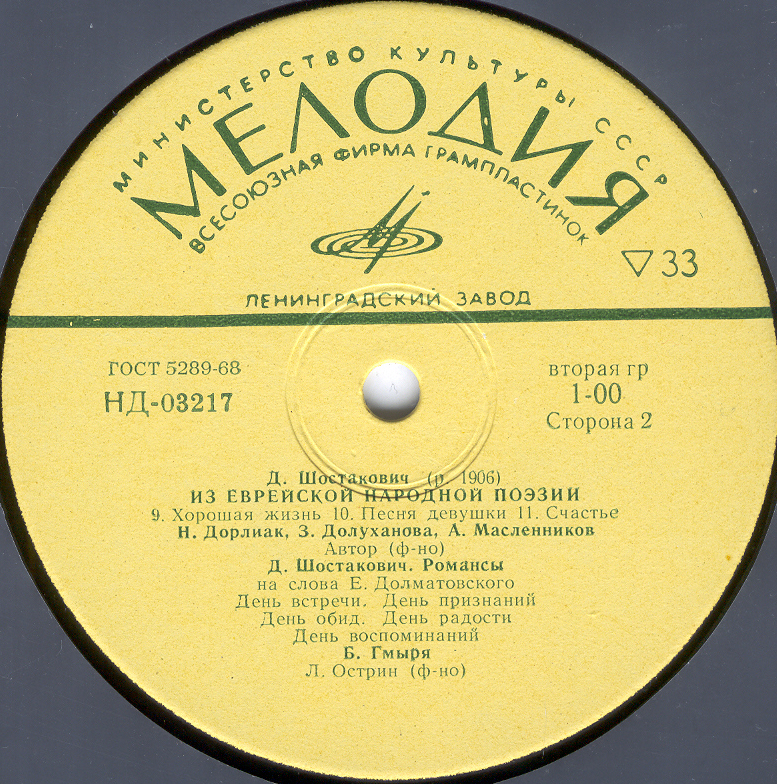 МИНИСТЕРСТВО КУЛЬТУРЫ СССР
МЕЛОДИЯ
ВСЕСОЮЗНАЯ ФИРМА ГРАМПЛАСТИНОК
▽ 33
ЛЕНИНГРАДСКИЙ ЗАВОД
ГОСТ 5289-68
НД-03217
вторая гр
1-00
Сторона 2
Д. Шостакович (р. 1906)
ИЗ ЕВРЕЙСКОЙ НАРОДНОЙ ПОЭЗИИ
9. Хорошая жизнь 10. Песня девушки 11. Счастье
Н. Дорлиак, З. Долуханова, А. Масленников
Автор (ф-но)
Д. Шостакович. Романсы
на слова Е. Долматовского
День встречи. День признаний
День обид. День радости
День воспоминаний
Б. Гмыря
Л. Острин (ф-но)